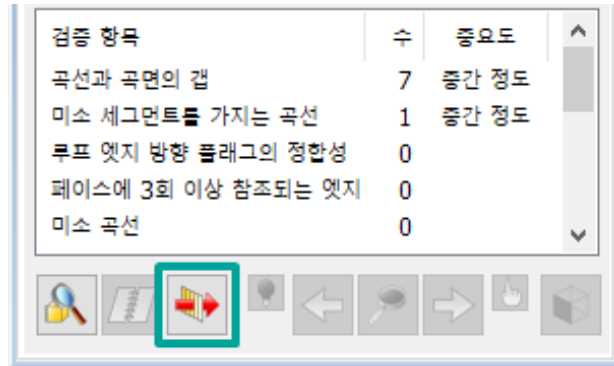 검증 항목 수 중요도
곡선과 곡면의 갭 7 중간 정도
미소 세그먼트를 가지는 곡선 1 중간 정도
루프 엣지 방향 플래그의 정합성 0
페이스에 3회 이상 참조되는 엣지 0
미소 곡선 0